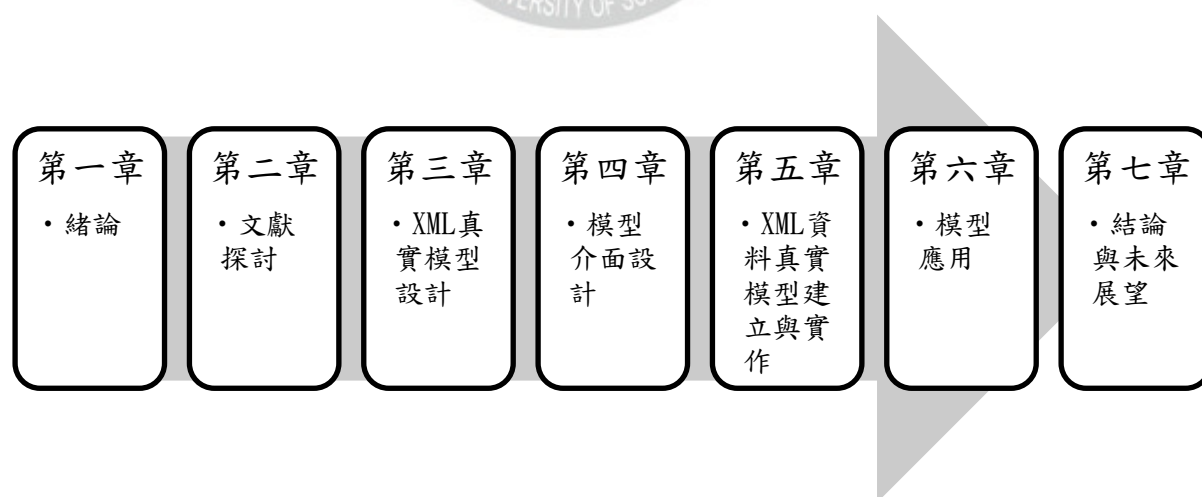 UNIVERSITY OF
第一章
・緒論
第二章
・文獻
探討
第三章
・XML真
實模型
設計
第四章
・模型
介面設
計
第五章
・XML資
料真實
模型建
立與實
作
第六章
・模型
應用
第七章
・結論
與未來
展望